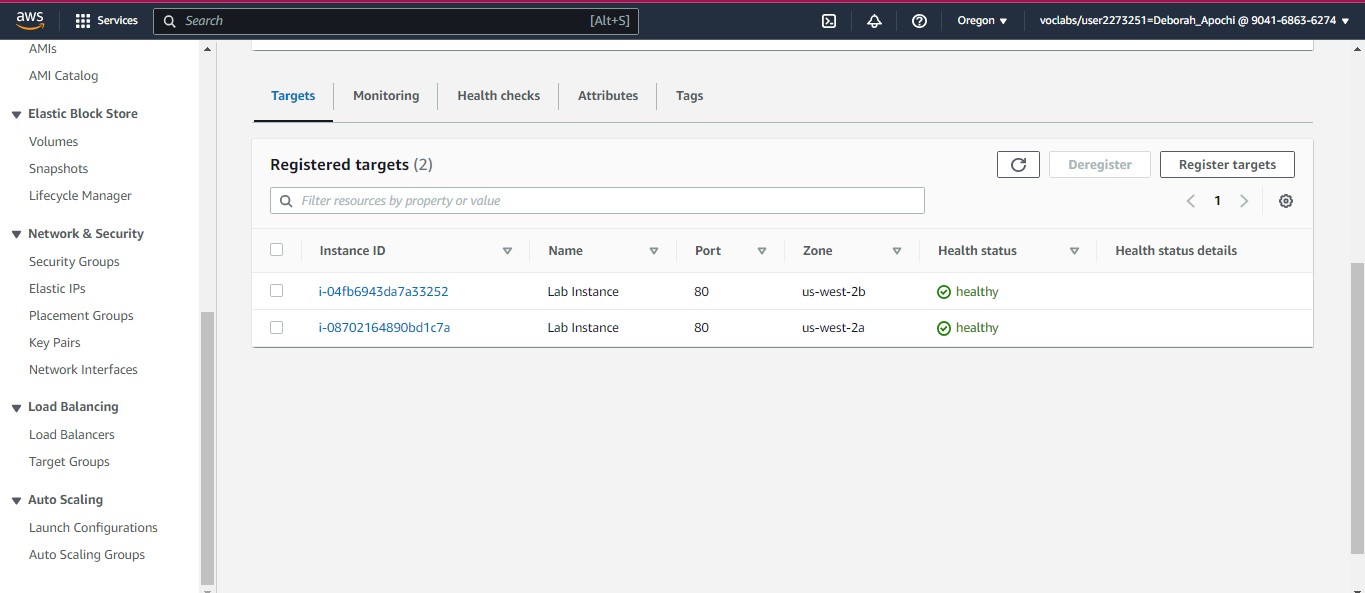 aws
Services
Search
[Alt+S]
Oregon
voclabs/user2273251=Deborah_Apochi @ 9041-6863-6274
AMIs
AMI Catalog
Elastic Block Store
Volumes
Snapshots
Lifecycle Manager
Network & Security
Security Groups
Elastic IPs
Placement Groups
Key Pairs
Network Interfaces
Load Balancing
Load Balancers
Target Groups
Auto Scaling
Launch Configurations
Auto Scaling Groups
Targets
Monitoring
Health checks
Attributes
Tags
Registered targets (2)
Deregister
Register targets
Filter resources by property or value
1
Instance ID Name Port Zone Health status Health status details
i-04fb6943da7a33252 Lab Instance 80 us-west-2b healthy
i-08702164890bd1c7a Lab Instance 80 us-west-2a healthy